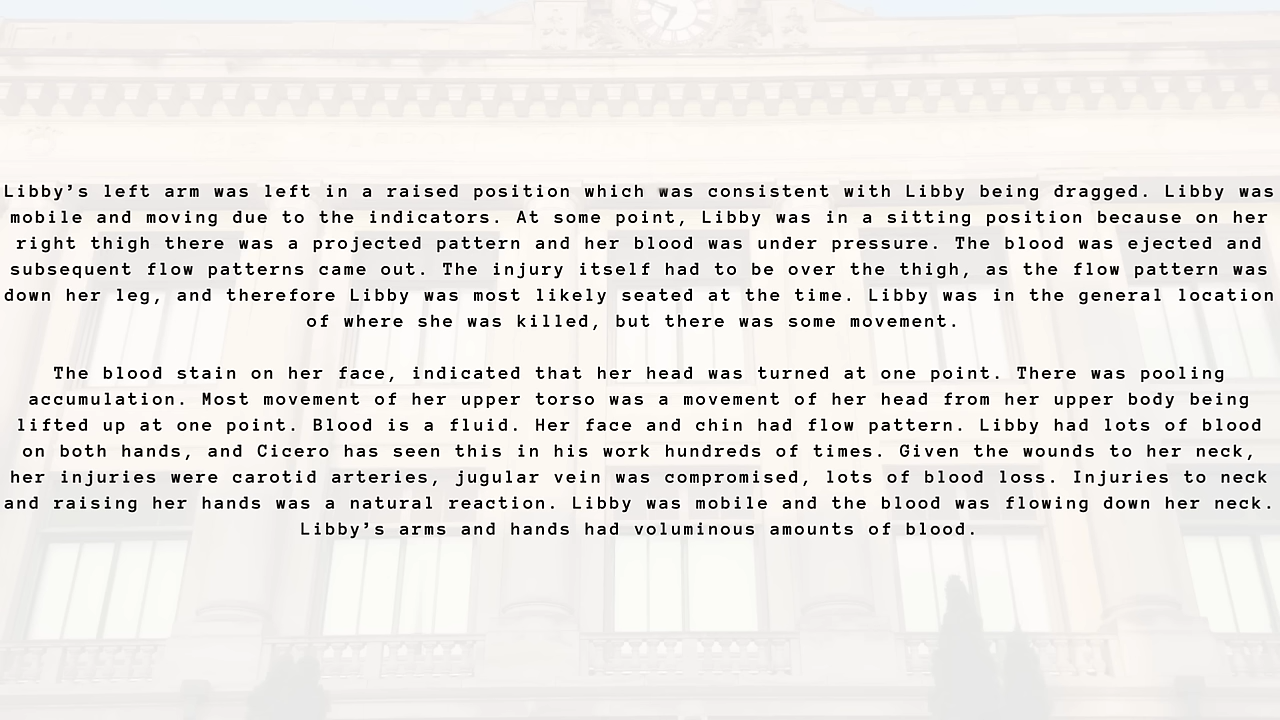 Libby’s left arm was left in a raised position which was consistent with Libby being dragged. Libby was
mobile and moving due to the indicators. At some point, Libby was in a sitting position because on her
right thigh there was a projected pattern and her blood was under pressure. The blood was ejected and
subsequent flow patterns came out. The injury itself had to be over the thigh, as the flow pattern was
down her leg, and therefore Libby was most likely seated at the time. Libby was in the general location
of where she was killed, but there was some movement.
The blood stain on her face, indicated that her head was turned at one point. There was pooling
accumulation. Most movement of her upper torso was a movement of her head from her upper body being
lifted up at one point. Blood is a fluid. Her face and chin had flow pattern. Libby had lots of blood
on both hands, and Cicero has seen this in his work hundreds of times. Given the wounds to her neck,
her injuries were carotid arteries, jugular vein was compromised, lots of blood loss. Injuries to neck
and raising her hands was a natural reaction. Libby was mobile and the blood was flowing down her neck.
Libby’s arms and hands had voluminous amounts of blood.